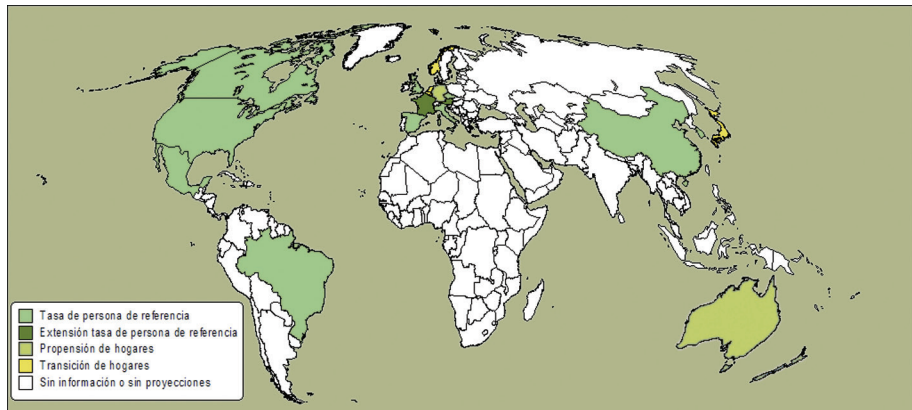 Tasa de persona de referencia
Extensión tasa de persona de referencia
Propensión de hogares
Transición de hogares
Sin información o sin proyecciones